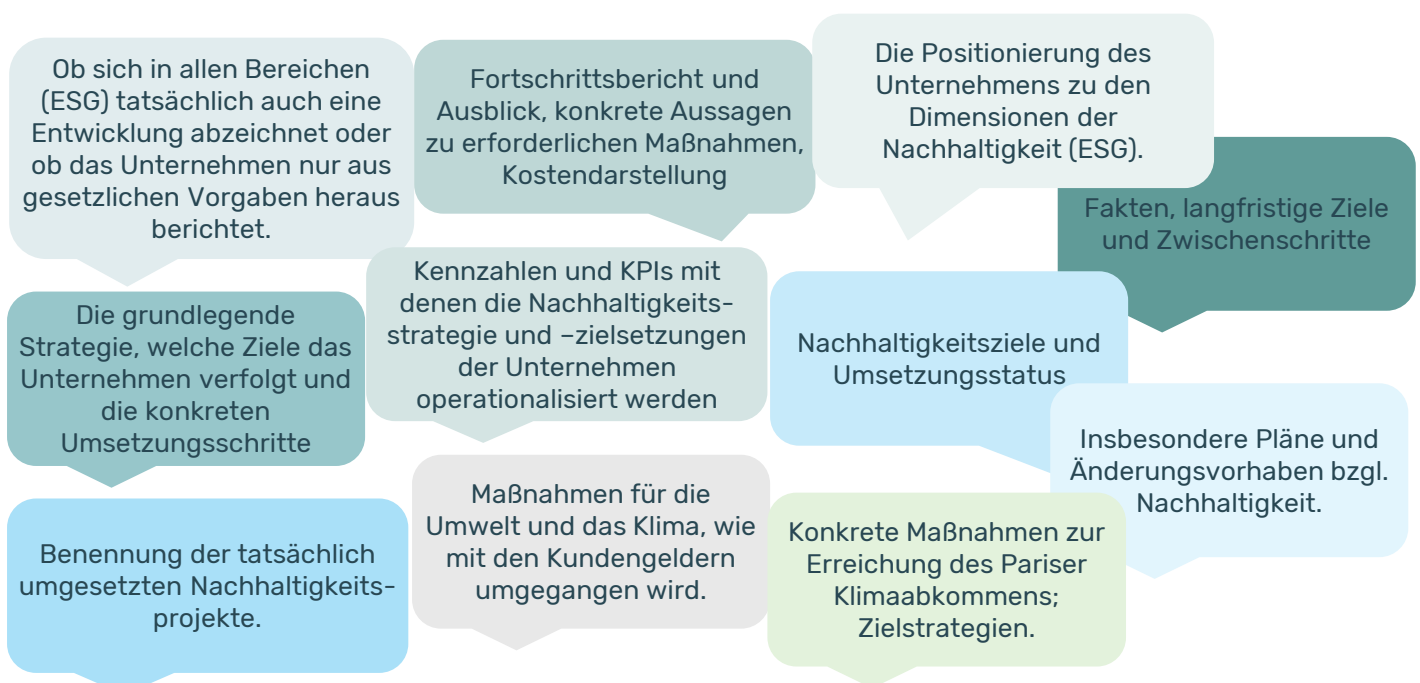 Ob sich in allen Bereichen
(ESG) tatsächlich auch eine
Entwicklung abzeichnet oder
ob das Unternehmen nur aus
gesetzlichen Vorgaben heraus
berichtet.
Fortschrittsbericht und
Ausblick, konkrete Aussagen
zu erforderlichen Maßnahmen,
Kostendarstellung
Die Positionierung des
Unternehmens zu den
Dimensionen der
Nachhaltigkeit (ESG).
Fakten, langfristige Ziele
und Zwischenschritte
Die grundlegende
Strategie, welche Ziele das
Unternehmen verfolgt und
die konkreten
Umsetzungsschritte
Kennzahlen und KPIs mit
denen die Nachhaltigkeits-
strategie und –zielsetzungen
der Unternehmen
operationalisiert werden
Nachhaltigkeitsziele und
Umsetzungsstatus
Insbesondere Pläne und
Änderungsvorhaben bzgl.
Nachhaltigkeit.
Benennung der tatsächlich
umgesetzten Nachhaltigkeits-
projekte.
Maßnahmen für die
Umwelt und das Klima, wie
mit den Kundengeldern
umgegangen wird.
Konkrete Maßnahmen zur
Erreichung des Pariser
Klimaabkommens;
Zielstrategien.